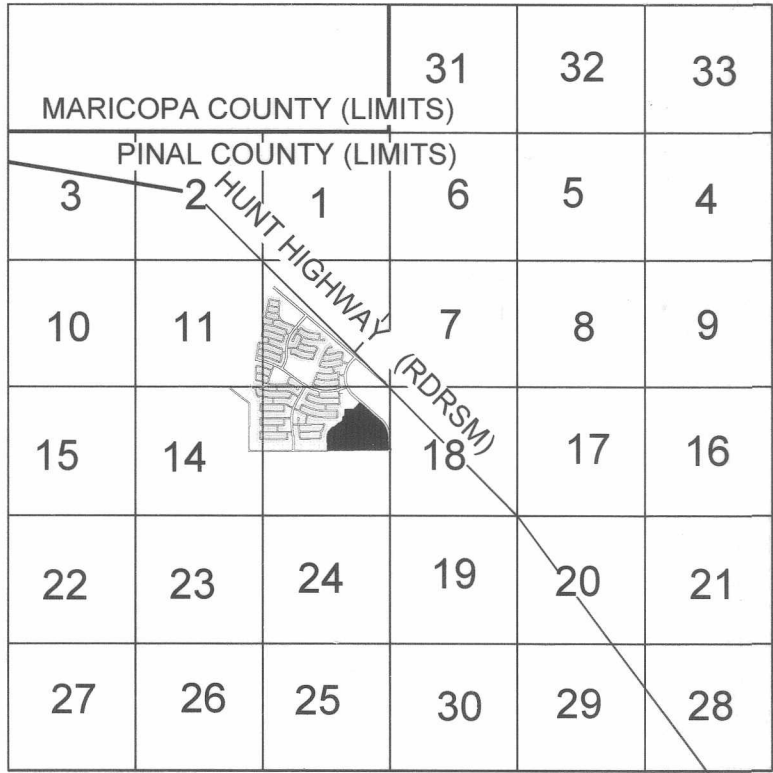 31 32 33
MARICOPA COUNTY (LIMITS)
PINAL COUNTY (LIMITS)
3 2 1 6 5 4
HUNT HIGHWAY (RDRSM)
10 11 7 8 9
15 14 18 17 16
22 23 24 19 20 21
27 26 25 30 29 28